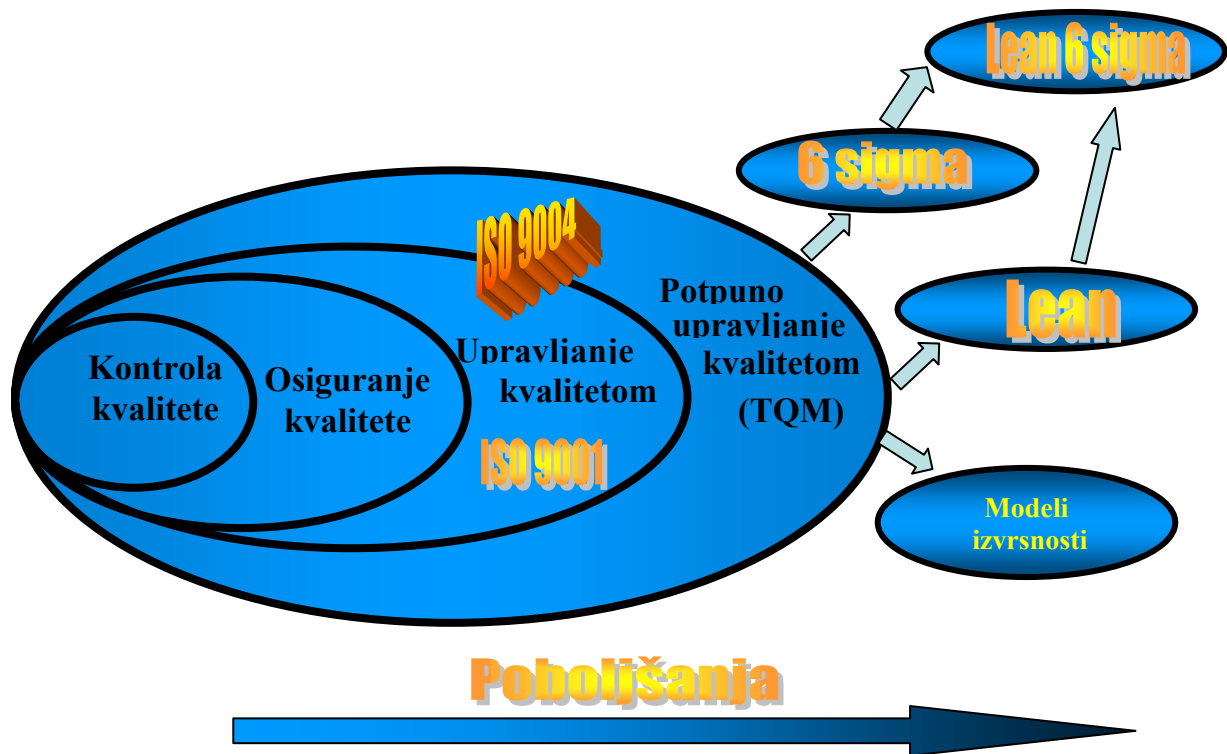 Lean 6 sigma
6 sigma
Lean
ISO 9004
Kontrola
kvalitete
Osiguranje
kvalitete
Upravljanje
kvalitetom
ISO 9001
Potpuno
upravljanje
kvalitetom
(TQM)
Modeli
izvrsnosti
Poboljšanja